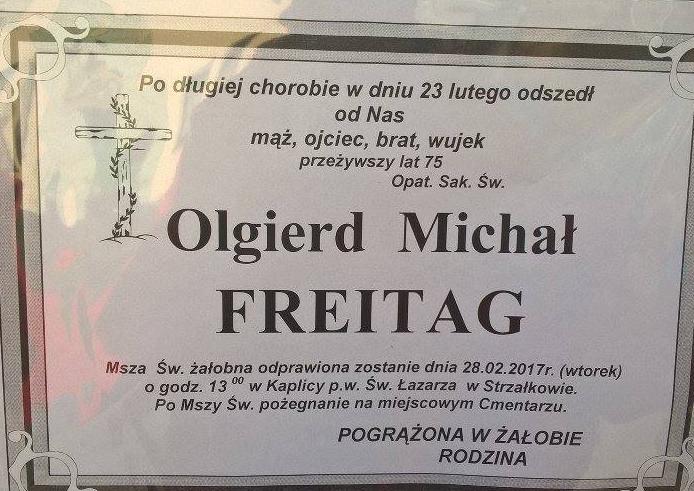 Po długiej chorobie w dniu 23 lutego odszedł
od Nas
mąż, ojciec, brat, wujek
przeżywszy lat 75
Opat. Sak. Św.
Olgierd Michał
FREITAG
Msza Św. żałobna odprawiona zostanie dnia 28.02.2017r. (wtorek)
o godz. 13 00 w Kaplicy p.w. Św. Łazarza w Strzałkowie.
Po Mszy Św. pożegnanie na miejscowym Cmentarzu.
POGRĄŻONA W ŻAŁOBIE
RODZINA